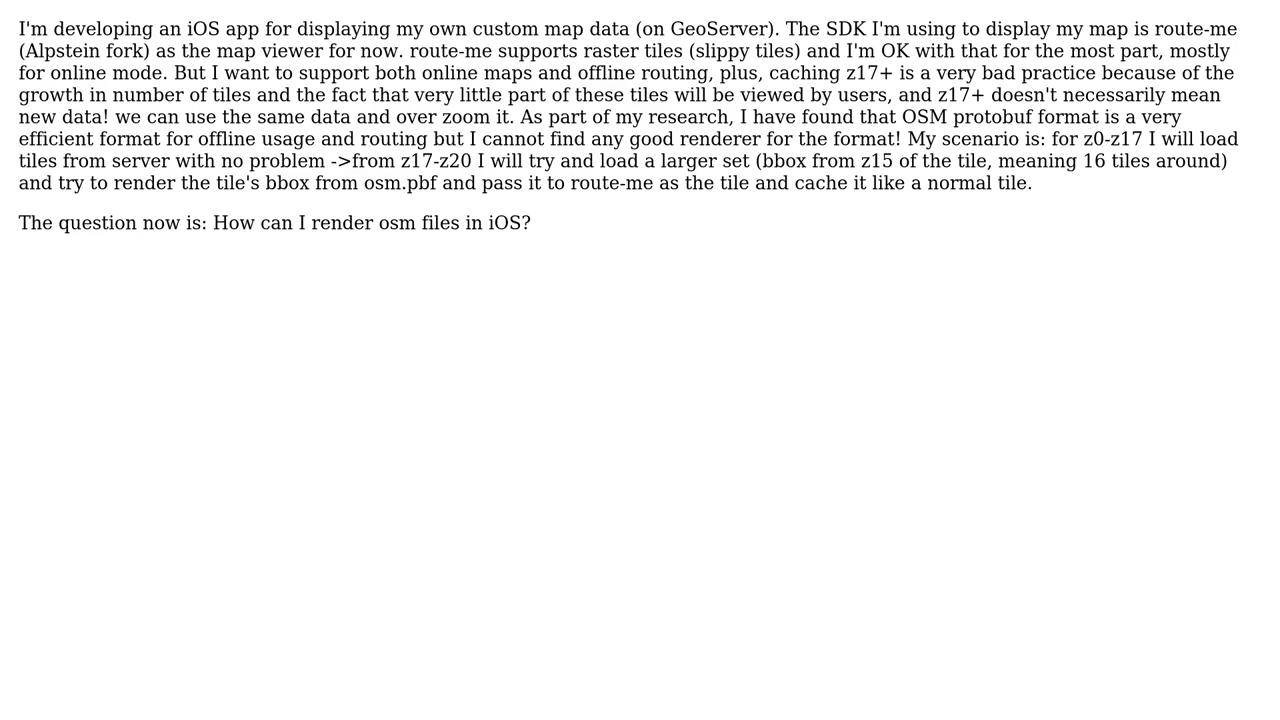 I'm developing an iOS app for displaying my own custom map data (on GeoServer). The SDK I'm using to display my map is route-me
(Alpstein fork) as the map viewer for now. route-me supports raster tiles (slippy tiles) and I'm OK with that for the most part, mostly
for online mode. But I want to support both online maps and offline routing, plus, caching z17+ is a very bad practice because of the
growth in number of tiles and the fact that very little part of these tiles will be viewed by users, and z17+ doesn't necessarily mean
new data! we can use the same data and over zoom it. As part of my research, I have found that OSM protobuf format is a very
efficient format for offline usage and routing but I cannot find any good renderer for the format! My scenario is: for z0-z17 I will load
tiles from server with no problem ->from z17-z20 I will try and load a larger set (bbox from z15 of the tile, meaning 16 tiles around)
and try to render the tile's bbox from osm.pbf and pass it to route-me as the tile and cache it like a normal tile.
The question now is: How can I render osm files in iOS?